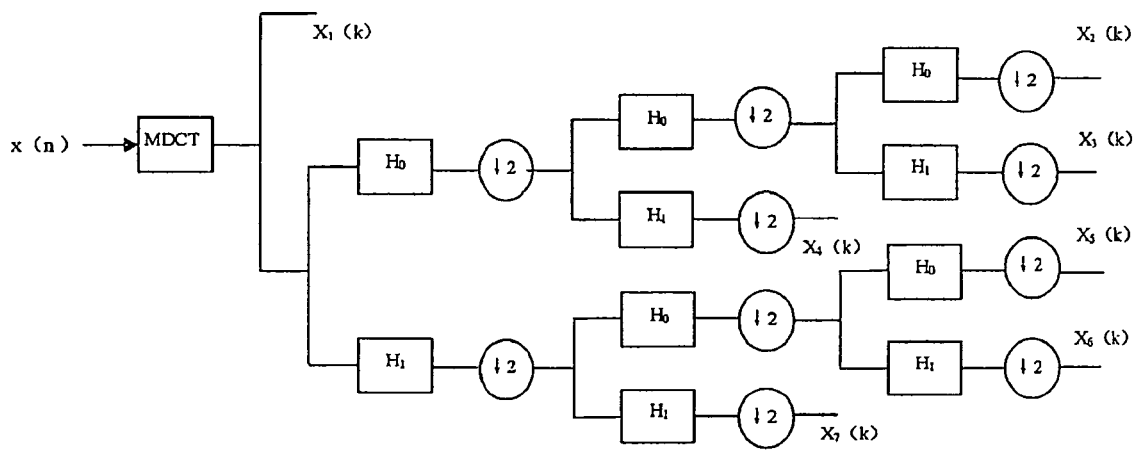 X₁ (k)
X₂ (k)
H₀
↓2
H₀
↓2
x (n)
MDCT
X₃ (k)
H₀
↓2
H₁
↓2
H₁
↓2
X₄ (k)
X₅ (k)
H₀
↓2
H₀
↓2
X₆ (k)
H₁
↓2
H₁
↓2
H₁
↓2
X₇ (k)